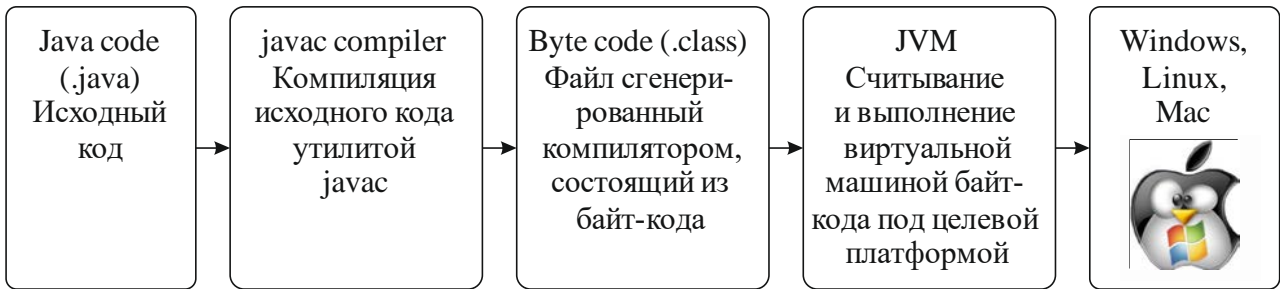 Java code
(.java)
Исходный
код
javac compiler
Компиляция
исходного кода
утилитой
javac
Byte code (.class)
Файл сгенери-
рованный
компилятором,
состоящий из
байт-кода
JVM
Считывание
и выполнение
виртуальной
машиной байт-
кода под целевой
платформой
Windows,
Linux,
Mac